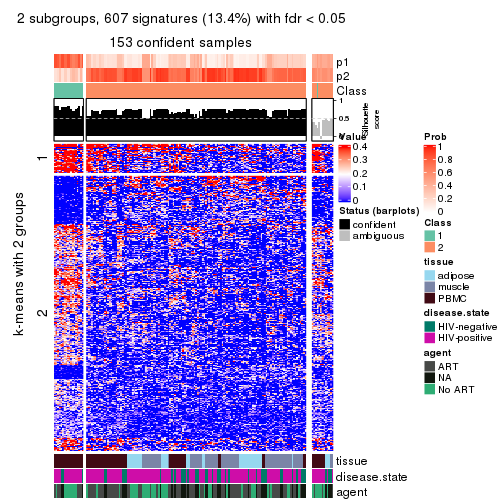 2 subgroups, 607 signatures (13.4%) with fdr < 0.05
153 confident samples
p1
p2
Class
1
0.5
0
Silhouette
score
k-means with 2 groups
1
2
Value
0.4
0.3
0.2
0.1
0
Status (barplots)
confident
ambiguous
Prob
1
0.8
0.6
0.4
0.2
0
Class
1
2
tissue
adipose
muscle
PBMC
disease.state
HIV-negative
HIV-positive
agent
ART
NA
No ART
tissue
disease.state
agent